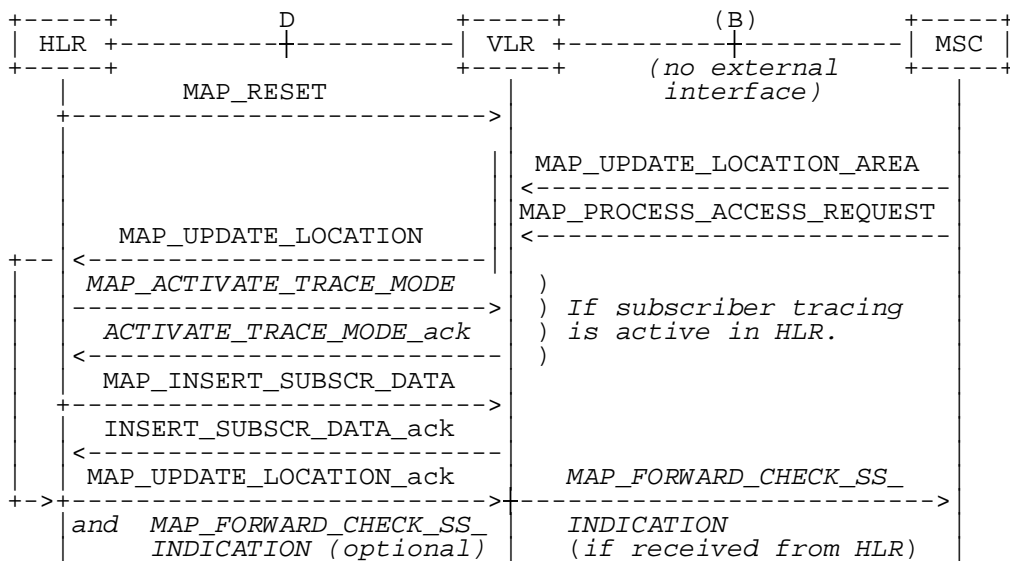 D (B)
HLR VLR MSC
(no external
MAP_RESET interface)
MAP_UPDATE_LOCATION_AREA
MAP_PROCESS_ACCESS_REQUEST
MAP_UPDATE_LOCATION
MAP_ACTIVATE_TRACE_MODE )
) If subscriber tracing
ACTIVATE_TRACE_MODE_ack ) is active in HLR.
)
MAP_INSERT_SUBSCR_DATA
INSERT_SUBSCR_DATA_ack
MAP_UPDATE_LOCATION_ack MAP_FORWARD_CHECK_SS_
and MAP_FORWARD_CHECK_SS_ INDICATION
INDICATION (optional) (if received from HLR)